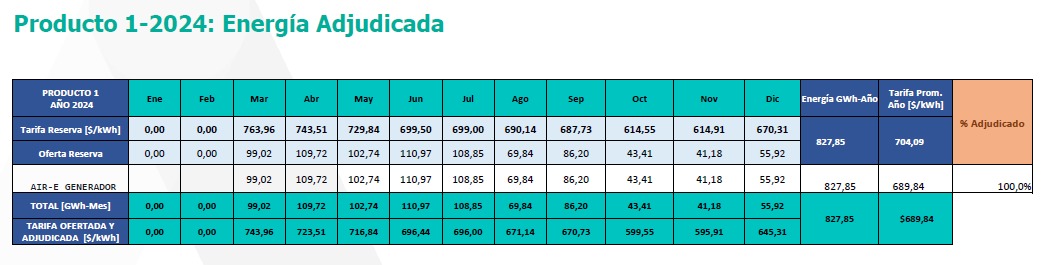 Producto 1-2024: Energía Adjudicada
PRODUCTO 1 AÑO 2024 Ene Feb Mar Abr May Jun Jul Ago Sep Oct Nov Dic Energía GWh-Año Tarifa Prom. Año [$/kWh] % Adjudicado
Tarifa Reserva [$/kWh] 0,00 0,00 763,96 743,51 729,84 699,50 699,00 690,14 687,73 614,55 614,91 670,31 827,85 704,09
Oferta Reserva 0,00 0,00 99,02 109,72 102,74 110,97 108,85 69,84 86,20 43,41 41,18 55,92
AIR-E GENERADOR 99,02 109,72 102,74 110,97 108,85 69,84 86,20 43,41 41,18 55,92 827,85 689,84 100,0%
TOTAL [GWh-Mes] 0,00 0,00 99,02 109,72 102,74 110,97 108,85 69,84 86,20 43,41 41,18 55,92 827,85 $689,84
TARIFA OFERTADA Y ADJUDICADA [$/kWh] 0,00 0,00 743,96 723,51 716,84 696,44 696,00 671,14 670,73 599,55 595,91 645,31